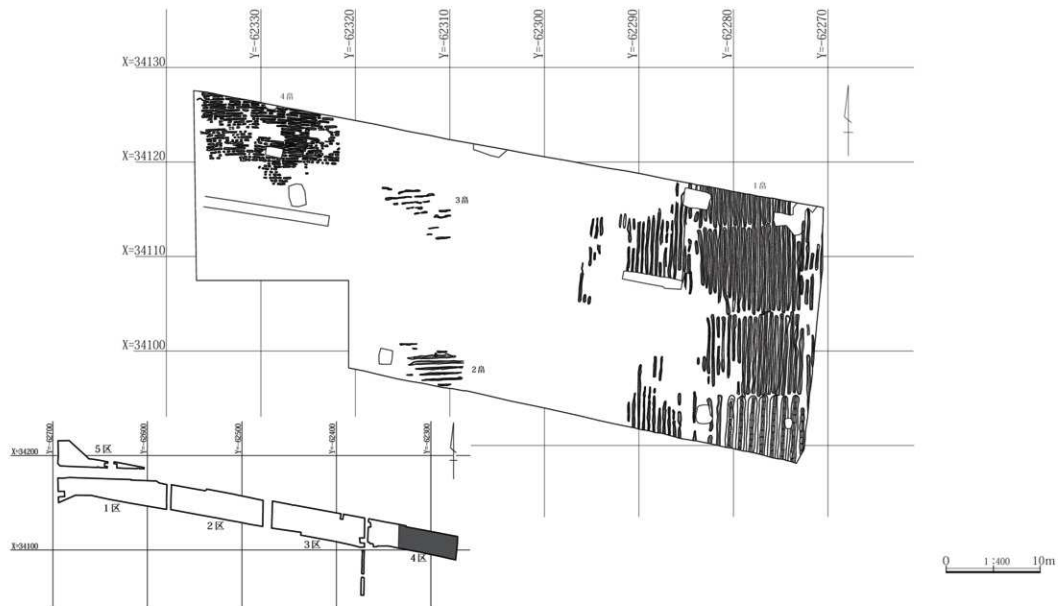 Y=-62330
Y=-62320
Y=-62310
Y=-62300
Y=-62290
Y=-62280
Y=-62270
X=34130
4畠
X=34120
1畠
3畠
X=34110
X=34100
2畠
Y=-62700
Y=-62600
Y=-62500
Y=-62400
Y=-62300
X=34200
5区
1区
2区
3区
4区
X=34100
0 1:400 10m